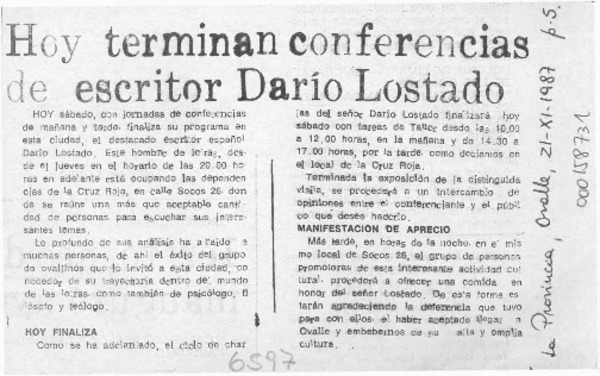 Hoy terminan conferencias
de escritor Darío Lostado
HOY sábado, con jornadas de conferencias
de mañana y tarde finaliza su programa en
esta ciudad, el destacado escritor español
Darío Lostado. Este hombre de letras, des-
de el jueves en el horario de las 20.00 ho
ras en adelante está ocupando las dependen
cias de la Cruz Roja, en calle Socos 26 don
de se reúne una más que aceptable canti
dad de personas para escuchar sus intere-
santes temas.
Lo profundo de sus análisis ha atraído a
muchas personas, de ahí el éxito del grupo
do ovallinos que lo invitó a esta ciudad, co
nocedor de su trayectoria dentro del mundo
de las letras como también de psicólogo, fi
lósofo y teólogo.
HOY FINALIZA
Como se ha adelantado, el ciclo de char
las del señor Darío Lostado finalizará hoy
sábado con tareas de Taller desde las 10.00
a 12,00 horas, en la mañana y de 14.30 a
17.00 horas, por la tarde como decíamos en
el local de la Cruz Roja.
Terminada la exposición de la distinguida
visita, se procederá a un intercambio de
opiniones entre el conferenciante y el públi
co que desee hacerlo.
MANIFESTACION DE APRECIO
Más tarde, en horas de la noche en el mis
mo local de Socos 26, el grupo de personas
promotoras de esta interesante actividad cul
tural, procederá a ofrecer una comida en
honor del señor Lostado. De esta forma es
tarán agradeciendo la deferencia que tuvo
para con ellos el haber aceptado llegar a
Ovalle y embebernos de su alta y amplia
cultura.
La Provincia, Ovalle, 21-XI-1987 p.5.
000158731
6597